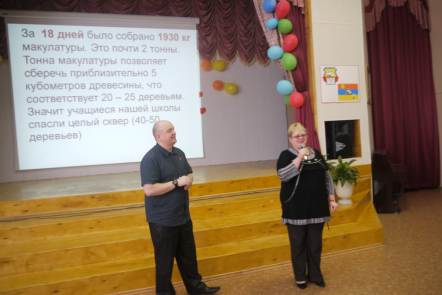 За 18 дней было собрано 1930 кг
макулатуры. Это почти 2 тонны.
Тонна макулатуры позволяет
сберечь приблизительно 5
кубометров древесины, что
соответствует 20 – 25 деревьям.
Значит учащиеся нашей школы
спасли целый сквер (40-50
деревьев)